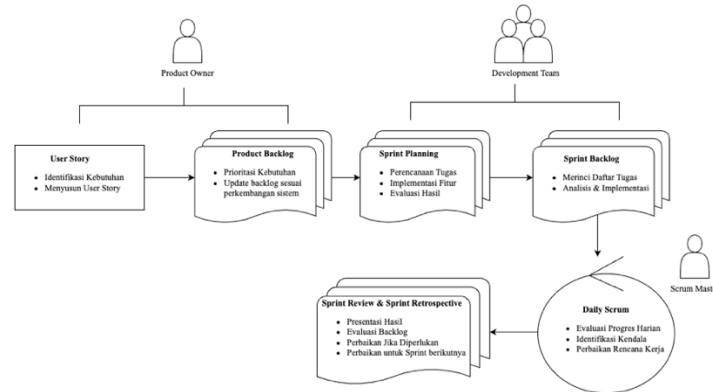 Product Owner
Development Team
User Story
Identifikasi Kebutuhan
Menyusun User Story
Product Backlog
Prioritasi Kebutuhan
Update backlog sesuai
perkembangan sistem
Sprint Planning
Perencanaan Tugas
Implementasi Fitur
Evaluasi Hasil
Sprint Backlog
Merinci Daftar Tugas
Analisis & Implementasi
Scrum Mast
Daily Scrum
Evaluasi Progres Harian
Identifikasi Kendala
Perbaikan Rencana Kerja
Sprint Review & Sprint Retrospective
Presentasi Hasil
Evaluasi Backlog
Perbaikan Jika Diperlukan
Perbaikan untuk Sprint berikutnya